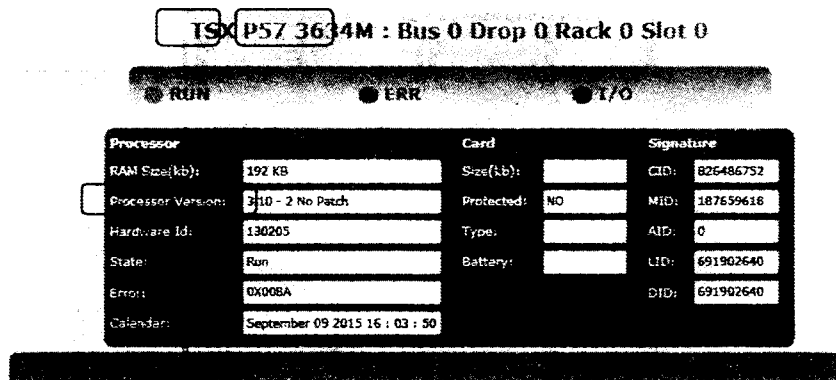 TSX P57 3634M : Bus 0 Drop 0 Rack 0 Slot 0
RUN ERR I/O
Processor Card Signature
RAM Size(kb): 192 KB Size(kb): CID: 826486752
Processor Version: 3.10 - 2 No Patch Protected: NO MID: 187659618
Hardware Id: 130205 Type: AID: 0
State: Run Battery: LID: 691902640
Error: 0X008A DID: 691902640
Calendar: September 09 2015 16 : 03 : 50